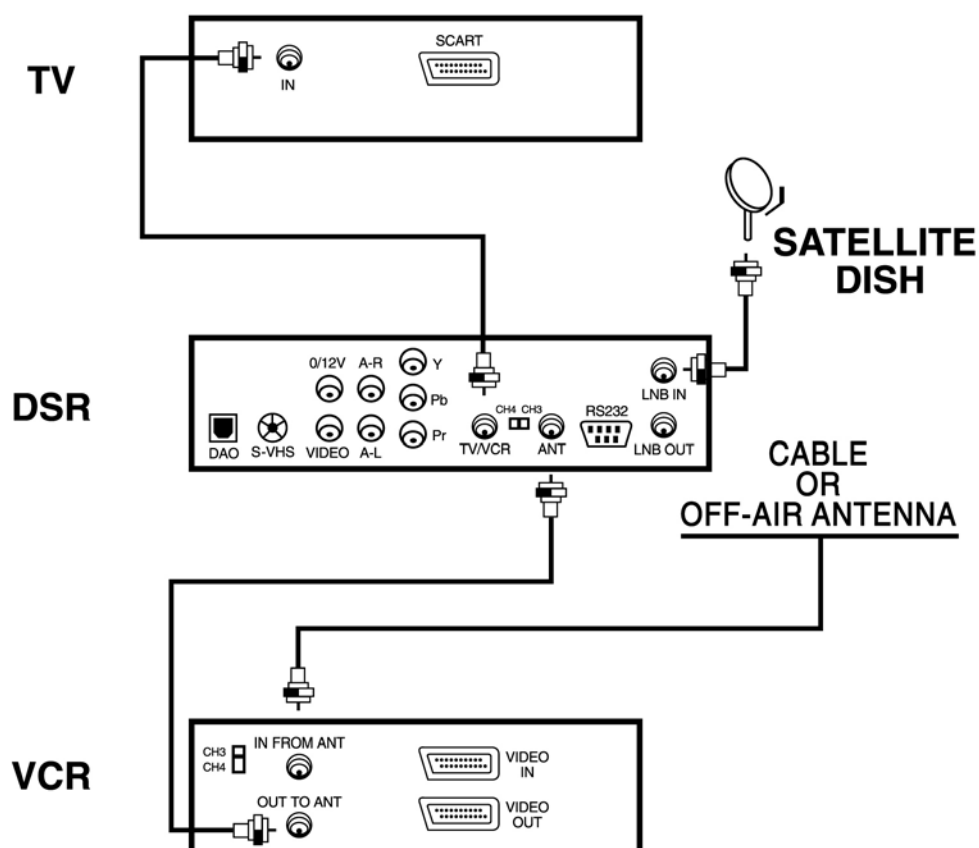 SCART
TV
IN
SATELLITE
DISH
0/12V A-R Y
LNB IN
Pb
DSR
CH4 CH3 RS232
Pr
DAO S-VHS VIDEO A-L TV/VCR ANT LNB OUT
CABLE
OR
OFF-AIR ANTENNA
IN FROM ANT
CH3
CH4
VIDEO
IN
VCR
OUT TO ANT
VIDEO
OUT